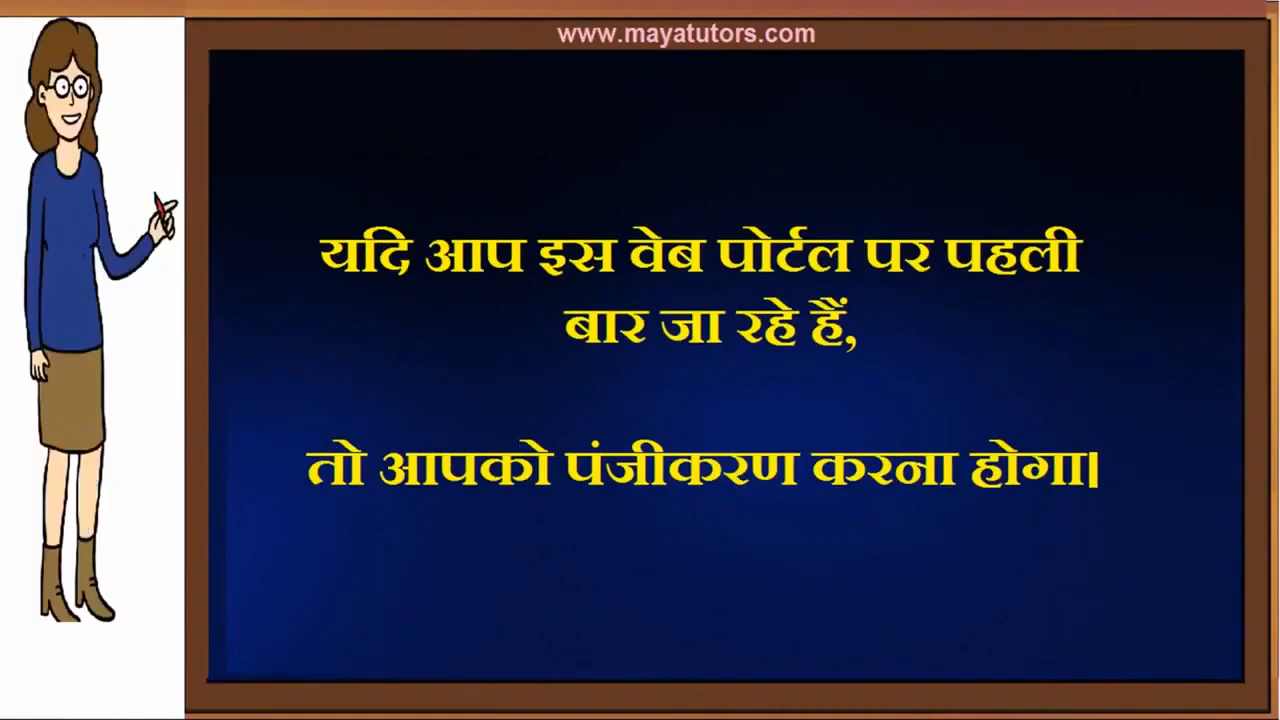 www.mayatutors.com
यदि आप इस वेब पोर्टल पर पहली
बार जा रहे हैं,
तो आपको पंजीकरण करना होगा।